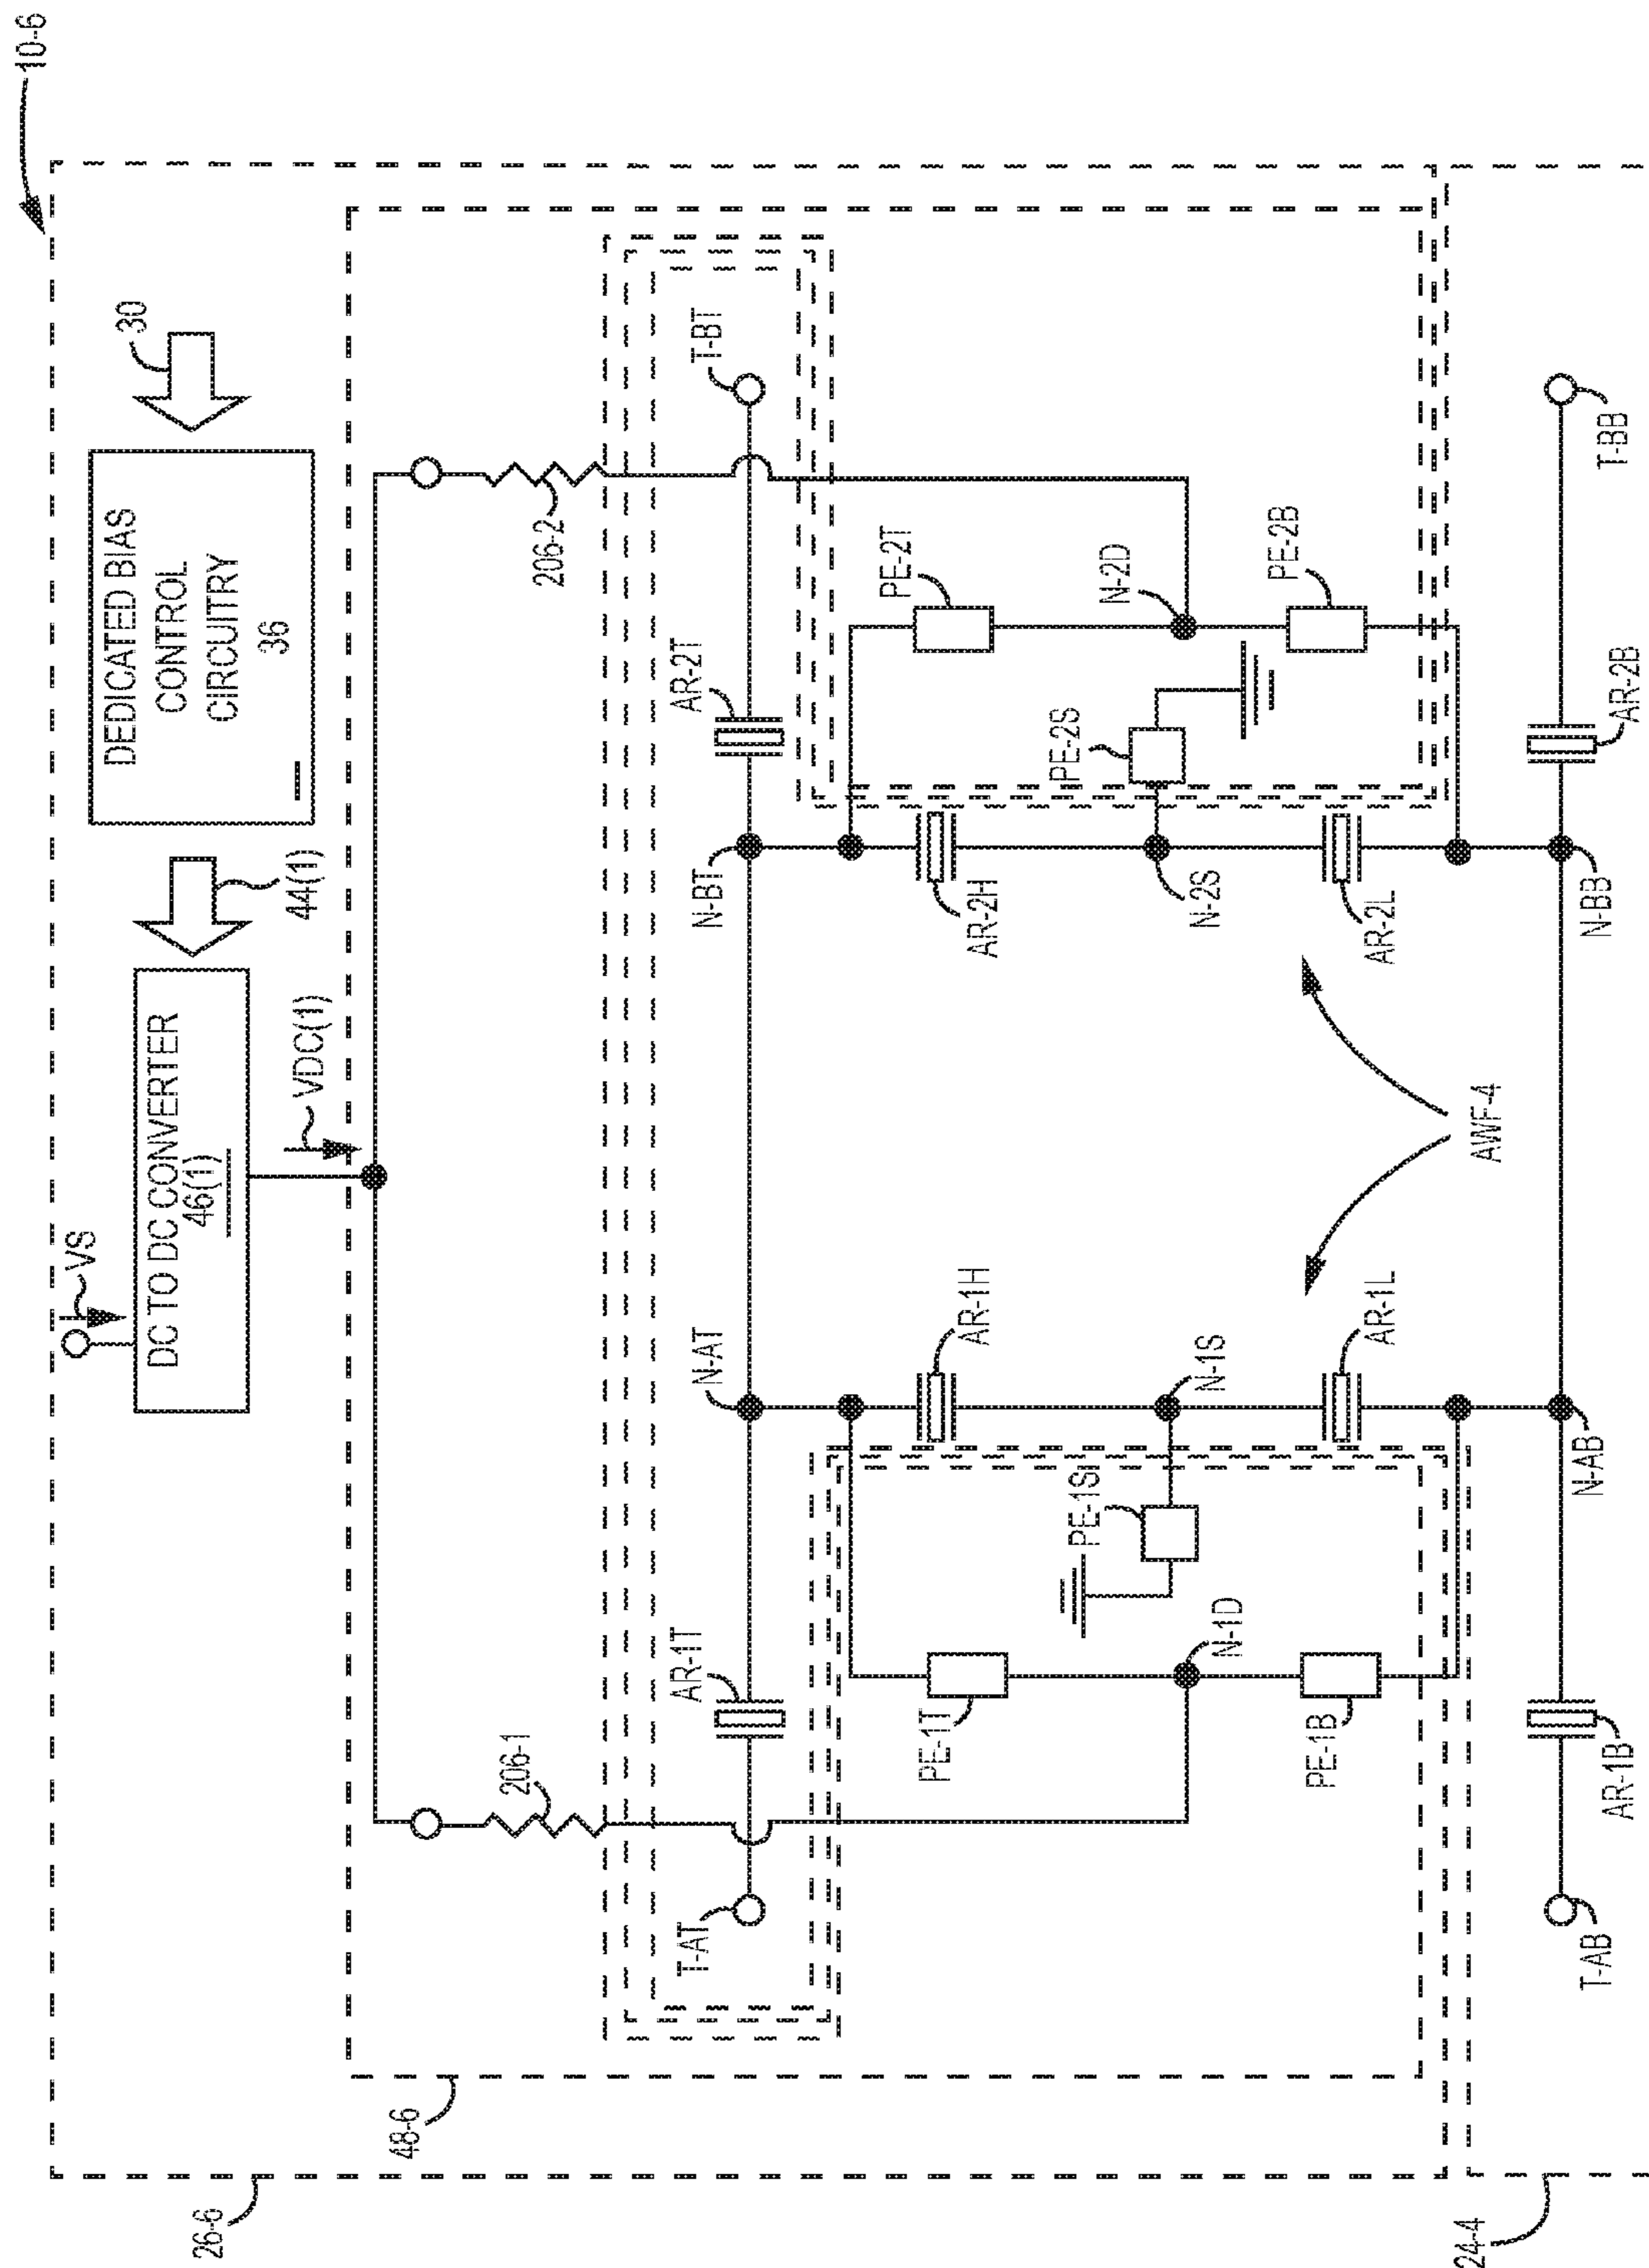 10-6
VS
DC TO DC CONVERTER
46(1)
44(1)
DEDICATED BIAS
CONTROL
CIRCUITRY
36
30
VDC(1)
26-6
48-6
206-1
206-2
T-AT
AR-1T
N-AT
N-BT
AR-2T
T-BT
PE-1T
AR-1H
AR-2H
PE-2T
PE-1S
PE-2S
N-1D
N-1S
N-2S
N-2D
PE-1B
AR-1L
AR-2L
PE-2B
AWF-4
T-AB
AR-1B
N-AB
N-BB
AR-2B
T-BB
24-4